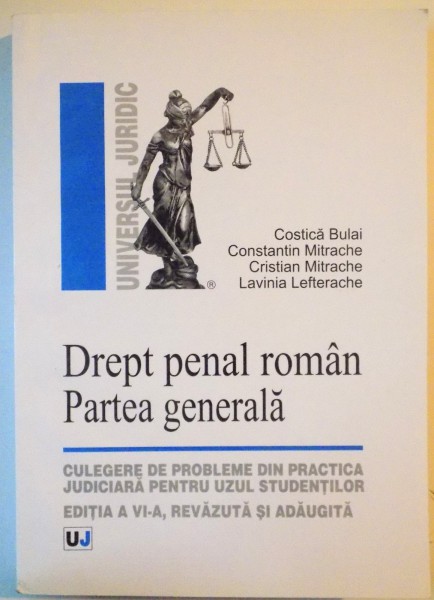 UNIVERSUL JURIDIC
®
Costică Bulai
Constantin Mitrache
Cristian Mitrache
Lavinia Lefterache
Drept penal român
Partea generală
CULEGERE DE PROBLEME DIN PRACTICA
JUDICIARĂ PENTRU UZUL STUDENȚILOR
EDIȚIA A VI-A, REVĂZUTĂ ȘI ADĂUGITĂ
UJ